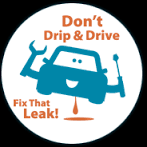 Don't
Drip & Drive
Fix That
Leak!